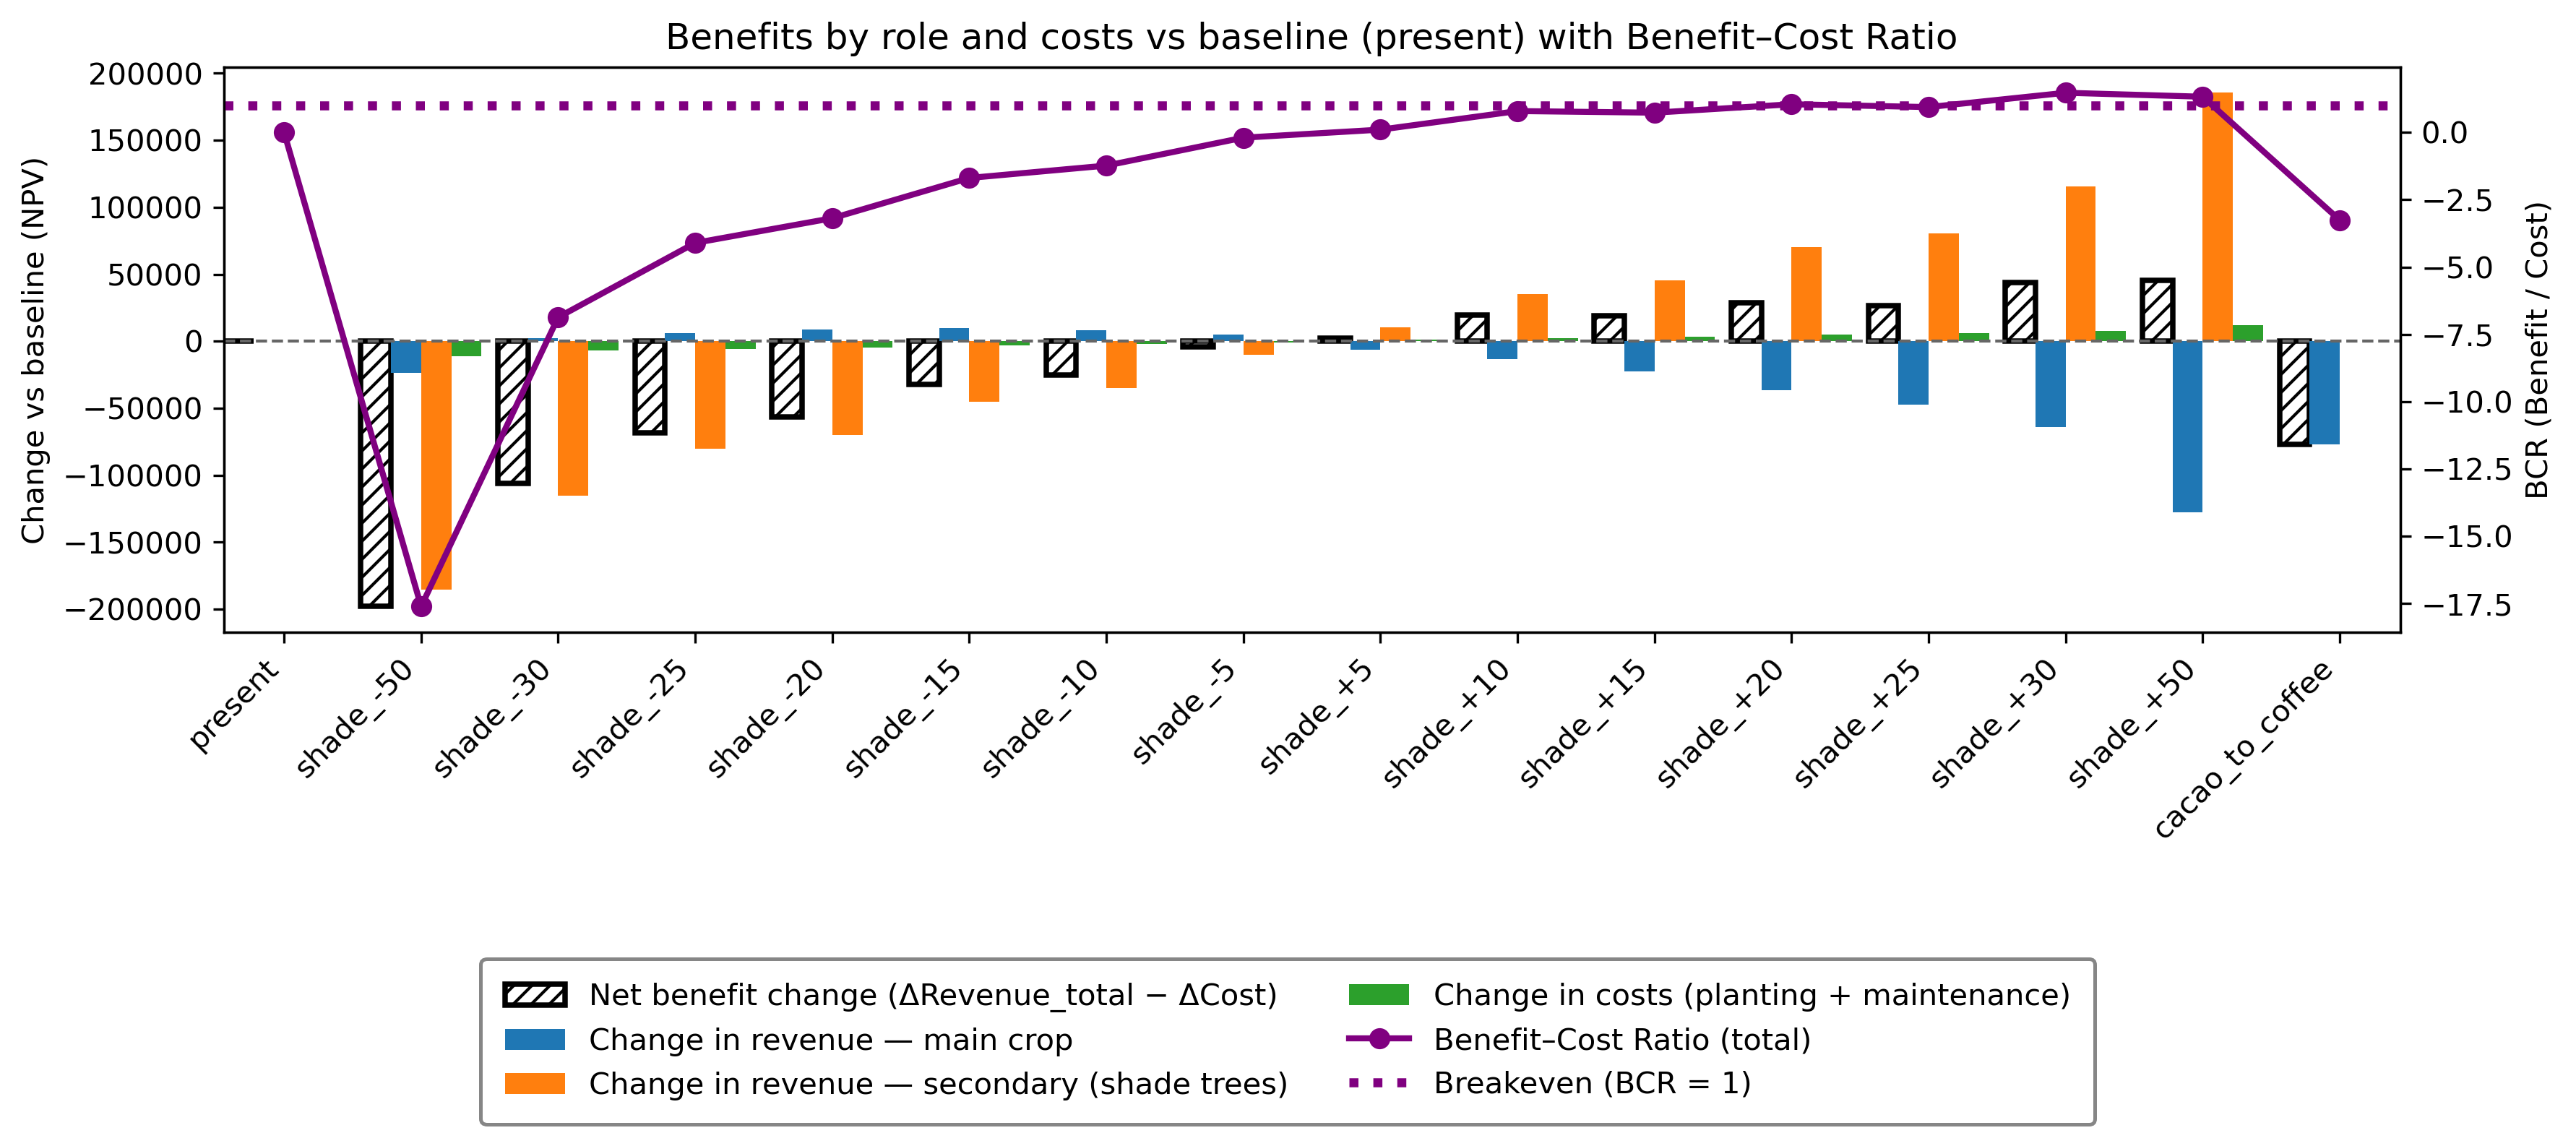 Benefits by role and costs vs baseline (present) with Benefit–Cost Ratio
Change vs baseline (NPV)
200000
150000
100000
50000
0
−50000
−100000
−150000
−200000
BCR (Benefit / Cost)
0.0
−2.5
−5.0
−7.5
−10.0
−12.5
−15.0
−17.5
present
shade_-50
shade_-30
shade_-25
shade_-20
shade_-15
shade_-10
shade_-5
shade_+5
shade_+10
shade_+15
shade_+20
shade_+25
shade_+30
shade_+50
cacao_to_coffee
Net benefit change (ΔRevenue_total − ΔCost)
Change in revenue — main crop
Change in revenue — secondary (shade trees)
Change in costs (planting + maintenance)
Benefit–Cost Ratio (total)
Breakeven (BCR = 1)